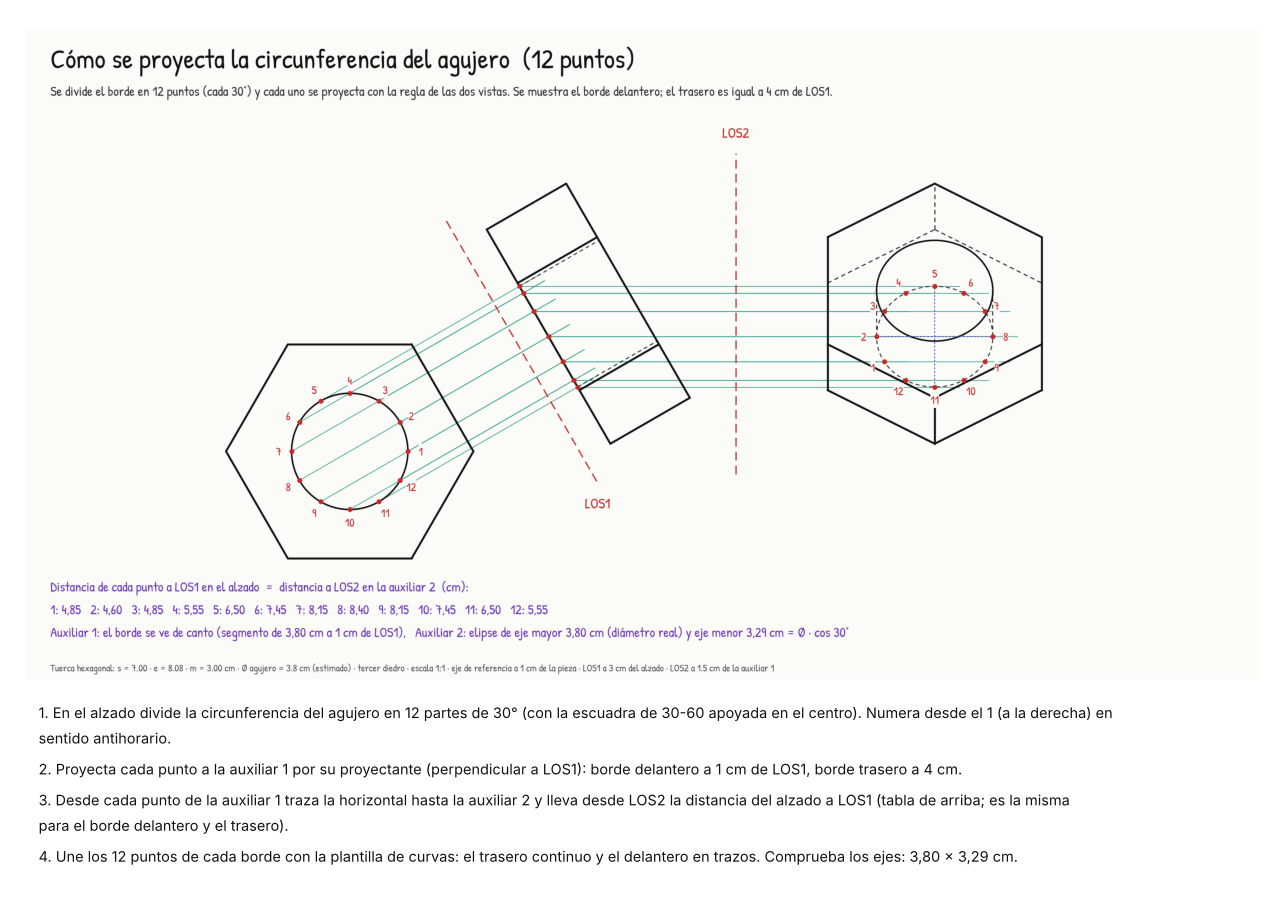 Cómo se proyecta la circunferencia del agujero (12 puntos)
Se divide el borde en 12 puntos (cada 30°) y cada uno se proyecta con la regla de las dos vistas. Se muestra el borde delantero; el trasero es igual a 4 cm de LOS1.
LOS2
5
4
6
3
7
2
8
1
9
12
10
11
4
5
3
6
2
7
1
8
12
9
11
10
LOS1
Distancia de cada punto a LOS1 en el alzado = distancia a LOS2 en la auxiliar 2 (cm):
1: 4,85 2: 4,60 3: 4,85 4: 5,55 5: 6,50 6: 7,45 7: 8,15 8: 8,40 9: 8,15 10: 7,45 11: 6,50 12: 5,55
Auxiliar 1: el borde se ve de canto (segmento de 3,80 cm a 1 cm de LOS1). Auxiliar 2: elipse de eje mayor 3,80 cm (diámetro real) y eje menor 3,29 cm = Ø · cos 30°
Tuerca hexagonal: s = 7.00 · e = 8.08 · m = 3.00 cm · Ø agujero = 3.8 cm (estimado) · tercer diedro · escala 1:1 · eje de referencia a 1 cm de la pieza · LOS1 a 3 cm del alzado · LOS2 a 1.5 cm de la auxiliar 1
1. En el alzado divide la circunferencia del agujero en 12 partes de 30° (con la escuadra de 30-60 apoyada en el centro). Numera desde el 1 (a la derecha) en
sentido antihorario.
2. Proyecta cada punto a la auxiliar 1 por su proyectante (perpendicular a LOS1): borde delantero a 1 cm de LOS1, borde trasero a 4 cm.
3. Desde cada punto de la auxiliar 1 traza la horizontal hasta la auxiliar 2 y lleva desde LOS2 la distancia del alzado a LOS1 (tabla de arriba; es la misma
para el borde delantero y el trasero).
4. Une los 12 puntos de cada borde con la plantilla de curvas: el trasero continuo y el delantero en trazos. Comprueba los ejes: 3,80 × 3,29 cm.